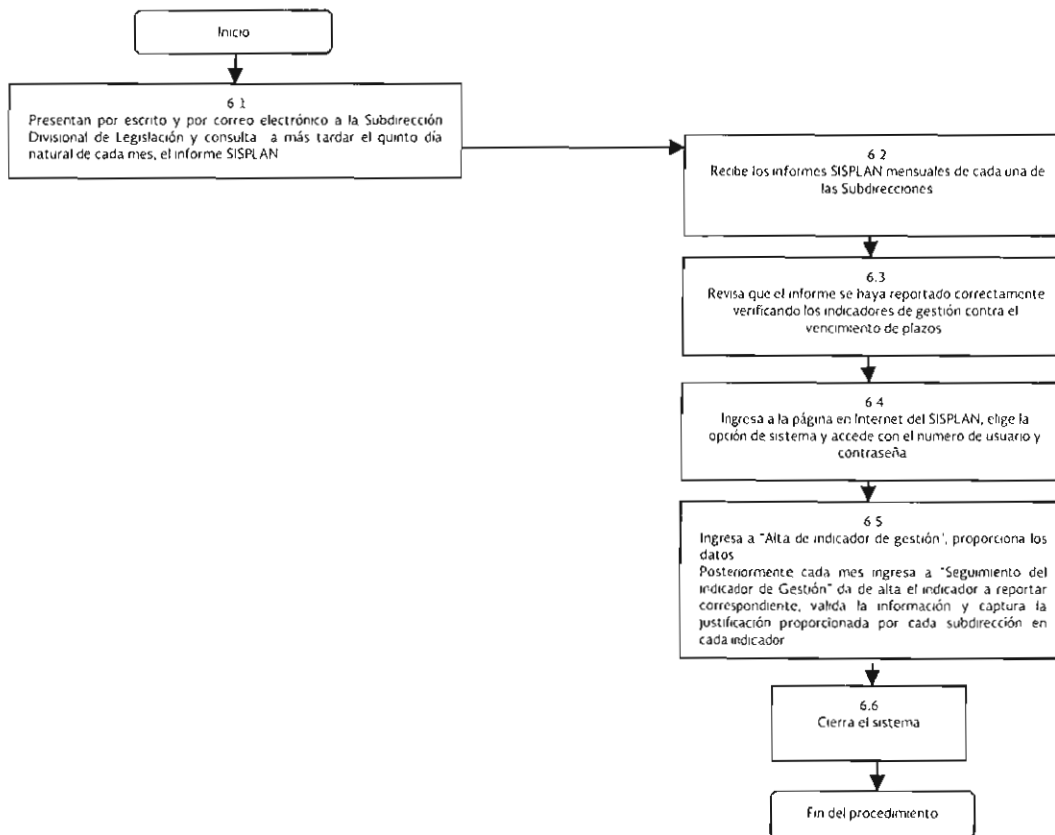 Inicio
6.1
Presentan por escrito y por correo electrónico a la Subdirección
Divisional de Legislación y consulta a más tardar el quinto día
natural de cada mes, el informe SISPLAN
6.2
Recibe los informes SISPLAN mensuales de cada una de
las Subdirecciones
6.3
Revisa que el informe se haya reportado correctamente
verificando los indicadores de gestión contra el
vencimiento de plazos
6.4
Ingresa a la página en Internet del SISPLAN, elige la
opción de sistema y accede con el numero de usuario y
contraseña
6.5
Ingresa a "Alta de indicador de gestión", proporciona los
datos
Posteriormente cada mes ingresa a "Seguimiento del
indicador de Gestión" da de alta el indicador a reportar
correspondiente, valida la información y captura la
justificación proporcionada por cada subdirección en
cada indicador
6.6
Cierra el sistema
Fin del procedimiento